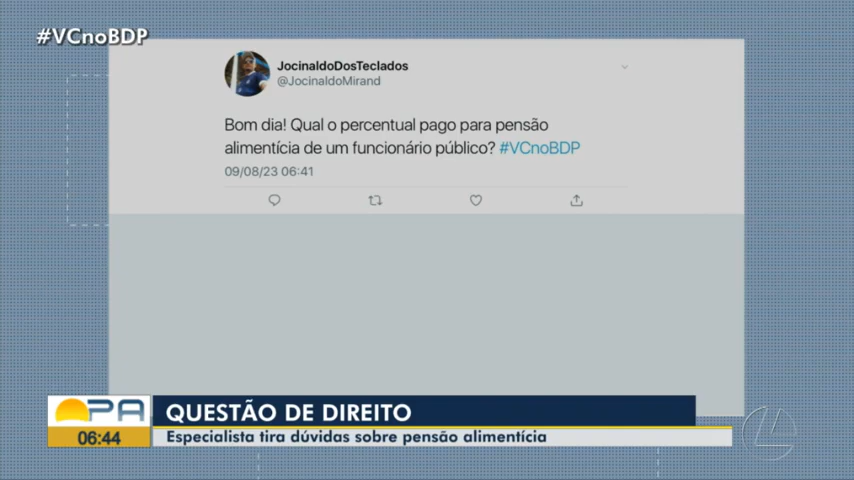 #VCnoBDP
JocinaldoDosTeclados
@JocinaldoMirand
Bom dia! Qual o percentual pago para pensão
alimentícia de um funcionário público? #VCnoBDP
09/08/23 06:41
PA
QUESTÃO DE DIREITO
06:44
Especialista tira dúvidas sobre pensão alimentícia